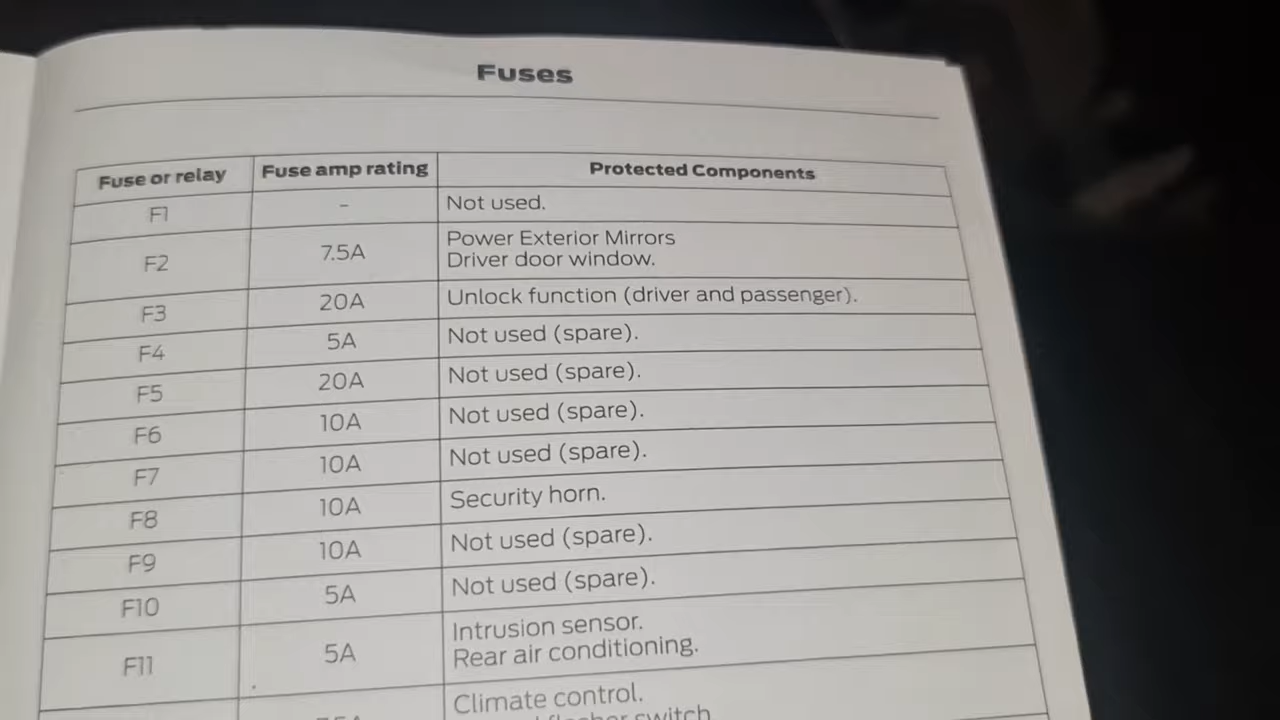 Fuses
Fuse or relay Fuse amp rating Protected Components
F1 - Not used.
F2 7.5A Power Exterior Mirrors
Driver door window.
F3 20A Unlock function (driver and passenger).
F4 5A Not used (spare).
F5 20A Not used (spare).
F6 10A Not used (spare).
F7 10A Not used (spare).
F8 10A Security horn.
F9 10A Not used (spare).
F10 5A Not used (spare).
F11 5A Intrusion sensor.
Rear air conditioning.
Climate control.
switch